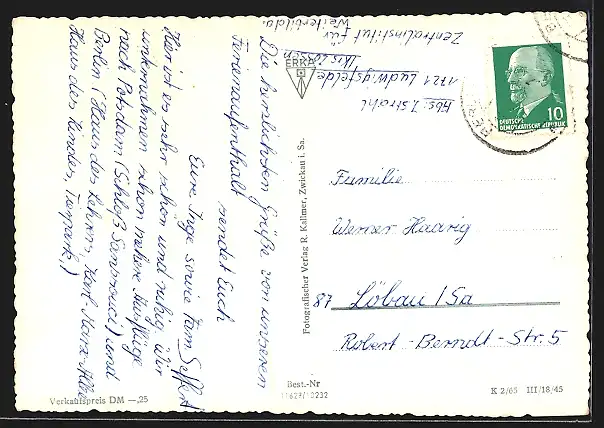 Die herzlichsten Grüße von unserem
Ferienaufenthalt sendet Euch
Eure Inge sowie Fam. Seffert
Hier ist es sehr schön und ruhig. Wir
unternahmen schon mehrere Ausflüge
nach Potsdam (Schloß Sanssouci) und
Berlin (Haus des Lehrers, Karl-Marx-Allee
Haus des Kindes, Tierpark,)
Abs. I.
1721 Ludwigsfelde
Zentralinstitut für
Weiterbildg.
ERKA
DEUTSCHE
DEMOKRATISCHE REPUBLIK
10
Familie
Werner Haarig
87 Löbau / Sa
Robert-Berndt-Str. 5
Fotografischer Verlag R. Kallmer, Zwickau i. Sa.
Verkaufspreis DM —,25
Best.-Nr
K 2/65 III/18/45